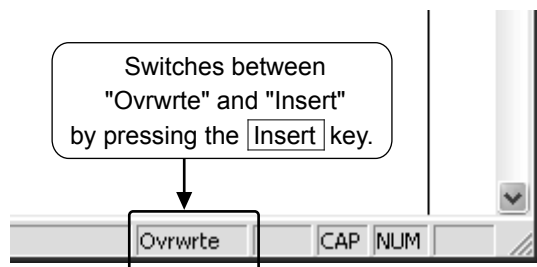 Switches between
"Ovrwrte" and "Insert"
by pressing the Insert key.
Ovrwrte CAP NUM